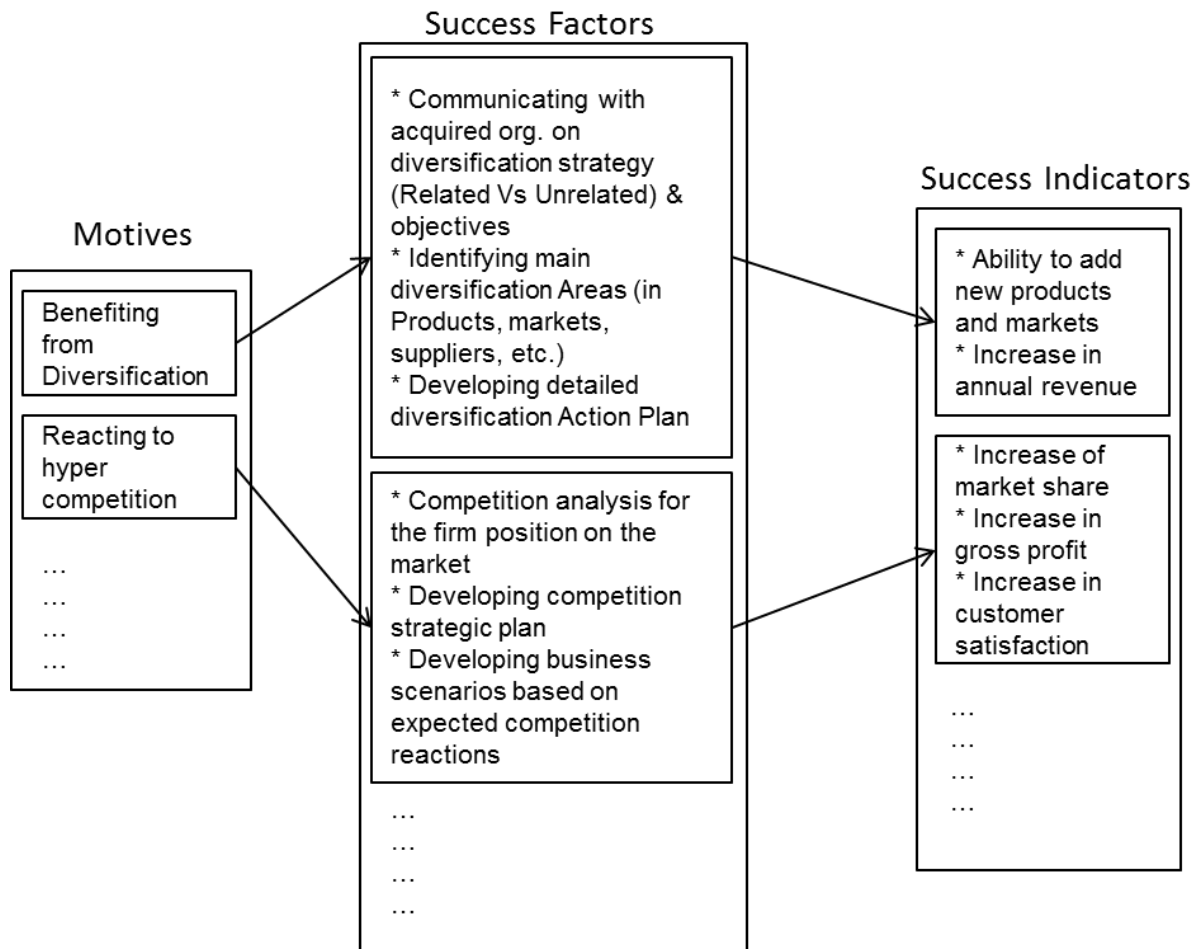 Motives
Benefiting
from
Diversification
Reacting to
hyper
competition
…
…
…
…
Success Factors
* Communicating with
acquired org. on
diversification strategy
(Related Vs Unrelated) &
objectives
* Identifying main
diversification Areas (in
Products, markets,
suppliers, etc.)
* Developing detailed
diversification Action Plan
* Competition analysis for
the firm position on the
market
* Developing competition
strategic plan
* Developing business
scenarios based on
expected competition
reactions
…
…
…
…
Success Indicators
* Ability to add
new products
and markets
* Increase in
annual revenue
* Increase of
market share
* Increase in
gross profit
* Increase in
customer
satisfaction
…
…
…
…